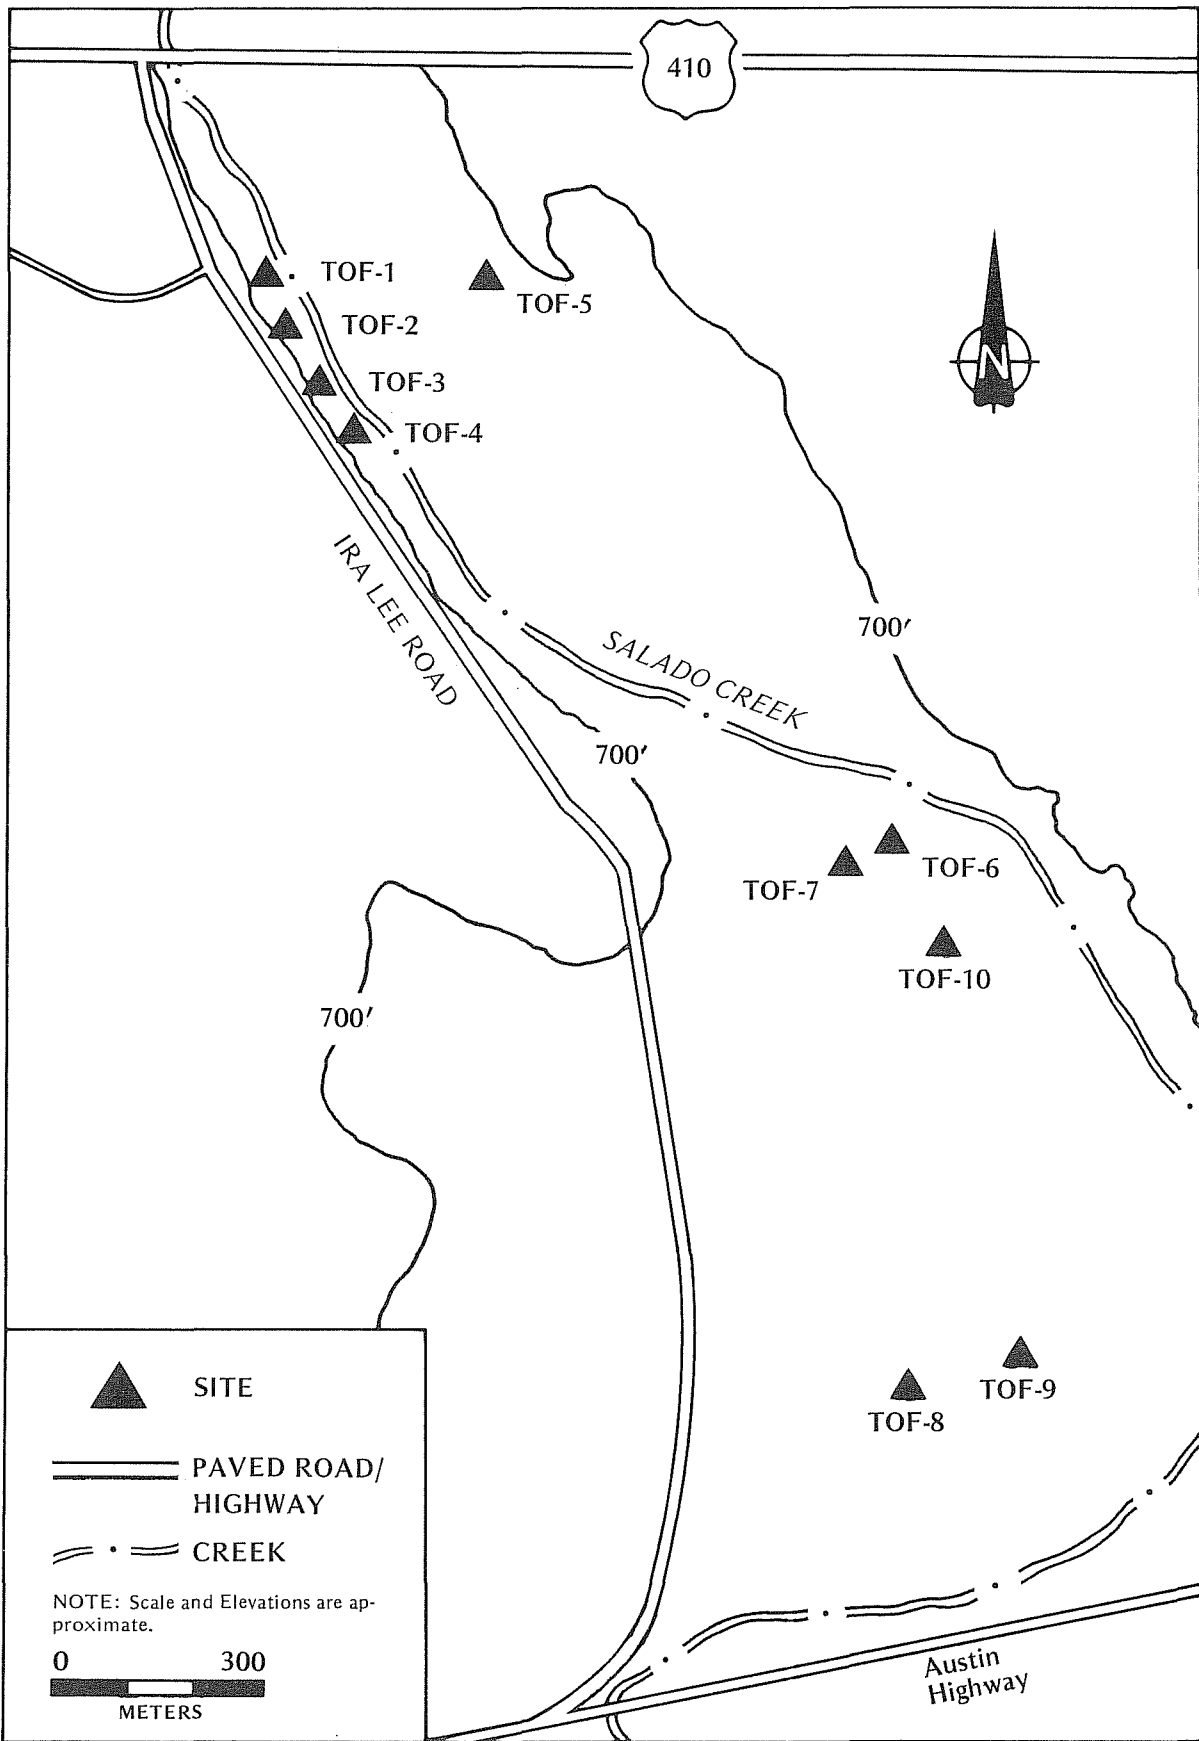 410
TOF-1
TOF-5
TOF-2
N
TOF-3
TOF-4
IRA LEE ROAD
700'
SALADO CREEK
700'
TOF-6
TOF-7
TOF-10
700'
SITE
TOF-9
TOF-8
PAVED ROAD/
HIGHWAY
CREEK
NOTE: Scale and Elevations are ap-
proximate.
0 300
METERS
Austin
Highway